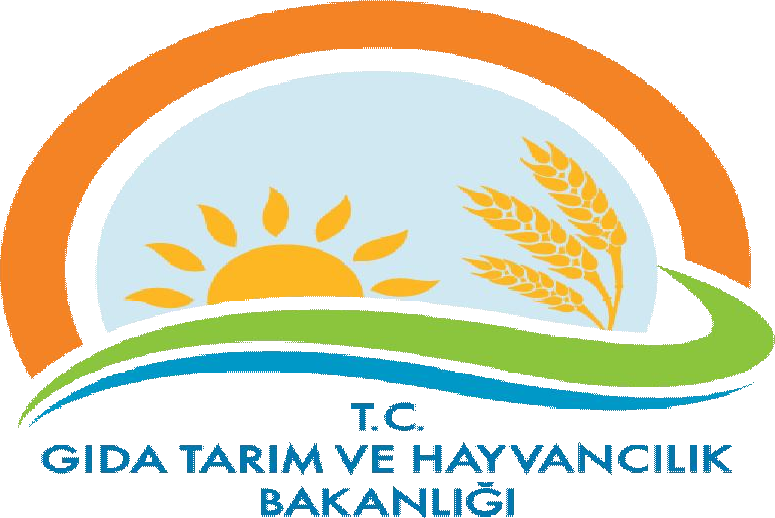 T.C.
GIDA TARIM VE HAYVANCILIK
BAKANLIĞI